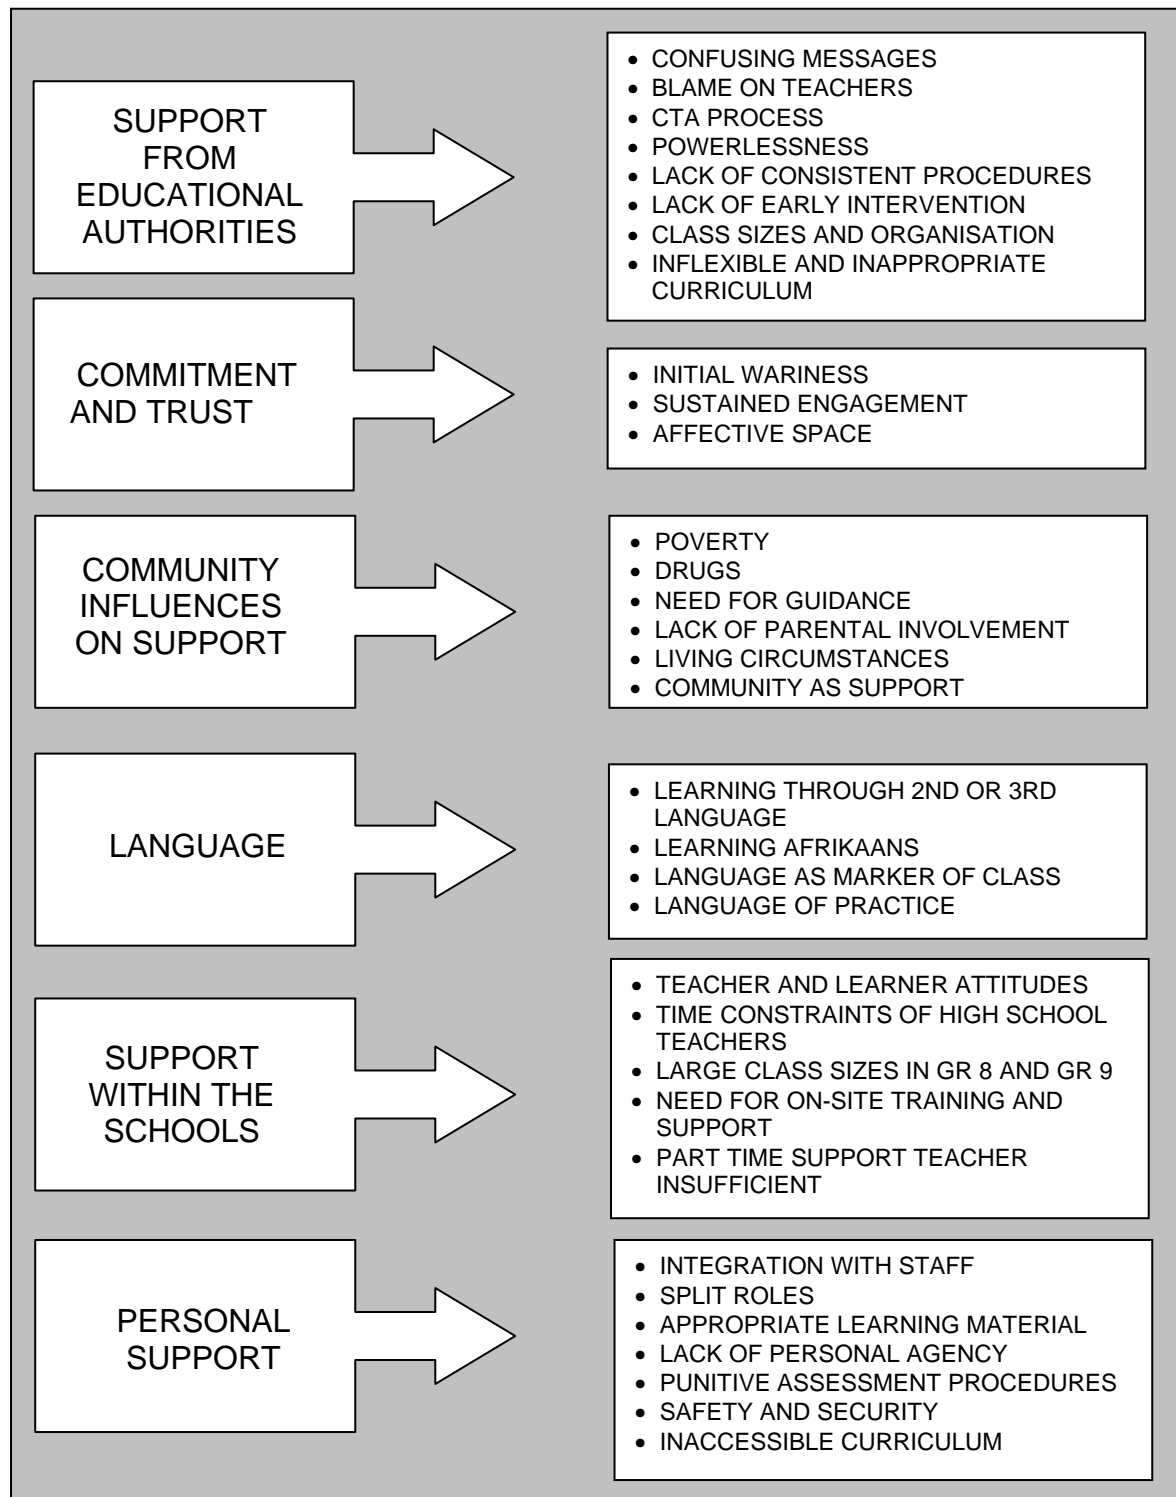 SUPPORT
FROM
EDUCATIONAL
AUTHORITIES
• CONFUSING MESSAGES
• BLAME ON TEACHERS
• CTA PROCESS
• POWERLESSNESS
• LACK OF CONSISTENT PROCEDURES
• LACK OF EARLY INTERVENTION
• CLASS SIZES AND ORGANISATION
• INFLEXIBLE AND INAPPROPRIATE
CURRICULUM
COMMITMENT
AND TRUST
• INITIAL WARINESS
• SUSTAINED ENGAGEMENT
• AFFECTIVE SPACE
COMMUNITY
INFLUENCES
ON SUPPORT
• POVERTY
• DRUGS
• NEED FOR GUIDANCE
• LACK OF PARENTAL INVOLVEMENT
• LIVING CIRCUMSTANCES
• COMMUNITY AS SUPPORT
LANGUAGE
• LEARNING THROUGH 2ND OR 3RD
LANGUAGE
• LEARNING AFRIKAANS
• LANGUAGE AS MARKER OF CLASS
• LANGUAGE OF PRACTICE
SUPPORT
WITHIN THE
SCHOOLS
• TEACHER AND LEARNER ATTITUDES
• TIME CONSTRAINTS OF HIGH SCHOOL
TEACHERS
• LARGE CLASS SIZES IN GR 8 AND GR 9
• NEED FOR ON-SITE TRAINING AND
SUPPORT
• PART TIME SUPPORT TEACHER
INSUFFICIENT
PERSONAL
SUPPORT
• INTEGRATION WITH STAFF
• SPLIT ROLES
• APPROPRIATE LEARNING MATERIAL
• LACK OF PERSONAL AGENCY
• PUNITIVE ASSESSMENT PROCEDURES
• SAFETY AND SECURITY
• INACCESSIBLE CURRICULUM